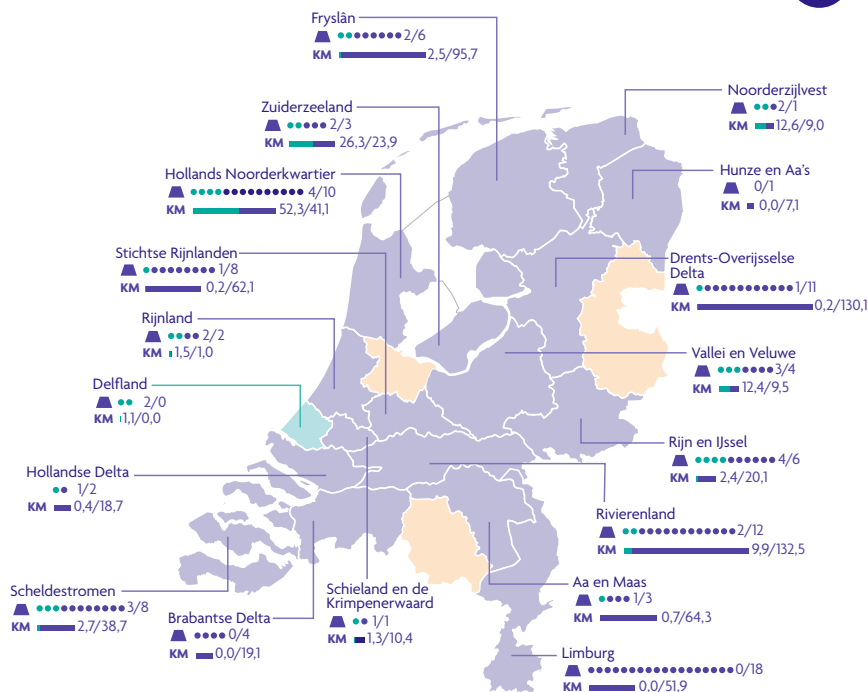 Fryslân
2/6
KM 2,5/95,7
Zuiderzeeland
2/3
KM 26,3/23,9
Hollands Noorderkwartier
4/10
KM 52,3/41,1
Stichtse Rijnlanden
1/8
KM 0,2/62,1
Rijnland
2/2
KM 1,5/1,0
Delfland
2/0
KM 1,1/0,0
Hollandse Delta
1/2
KM 0,4/18,7
Scheldestromen
3/8
KM 2,7/38,7
Brabantse Delta
0/4
KM 0,0/19,1
Schieland en de
Krimpenerwaard
1/1
KM 1,3/10,4
Noorderzijlvest
2/1
KM 12,6/9,0
Hunze en Aa's
0/1
KM 0,0/7,1
Drents-Overijsselse
Delta
1/11
KM 0,2/130,1
Vallei en Veluwe
3/4
KM 12,4/9,5
Rijn en IJssel
4/6
KM 2,4/20,1
Rivierenland
2/12
KM 9,9/132,5
Aa en Maas
1/3
KM 0,7/64,3
Limburg
0/18
KM 0,0/51,9